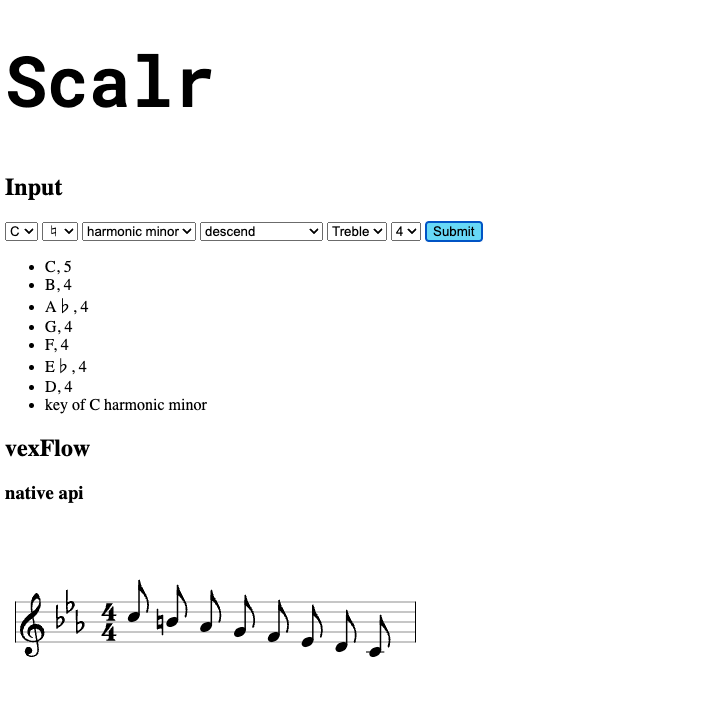 Scalr
Input
C ♮ harmonic minor descend Treble 4 Submit
C, 5
B, 4
A♭, 4
G, 4
F, 4
E♭, 4
D, 4
key of C harmonic minor
vexFlow
native api
4
4